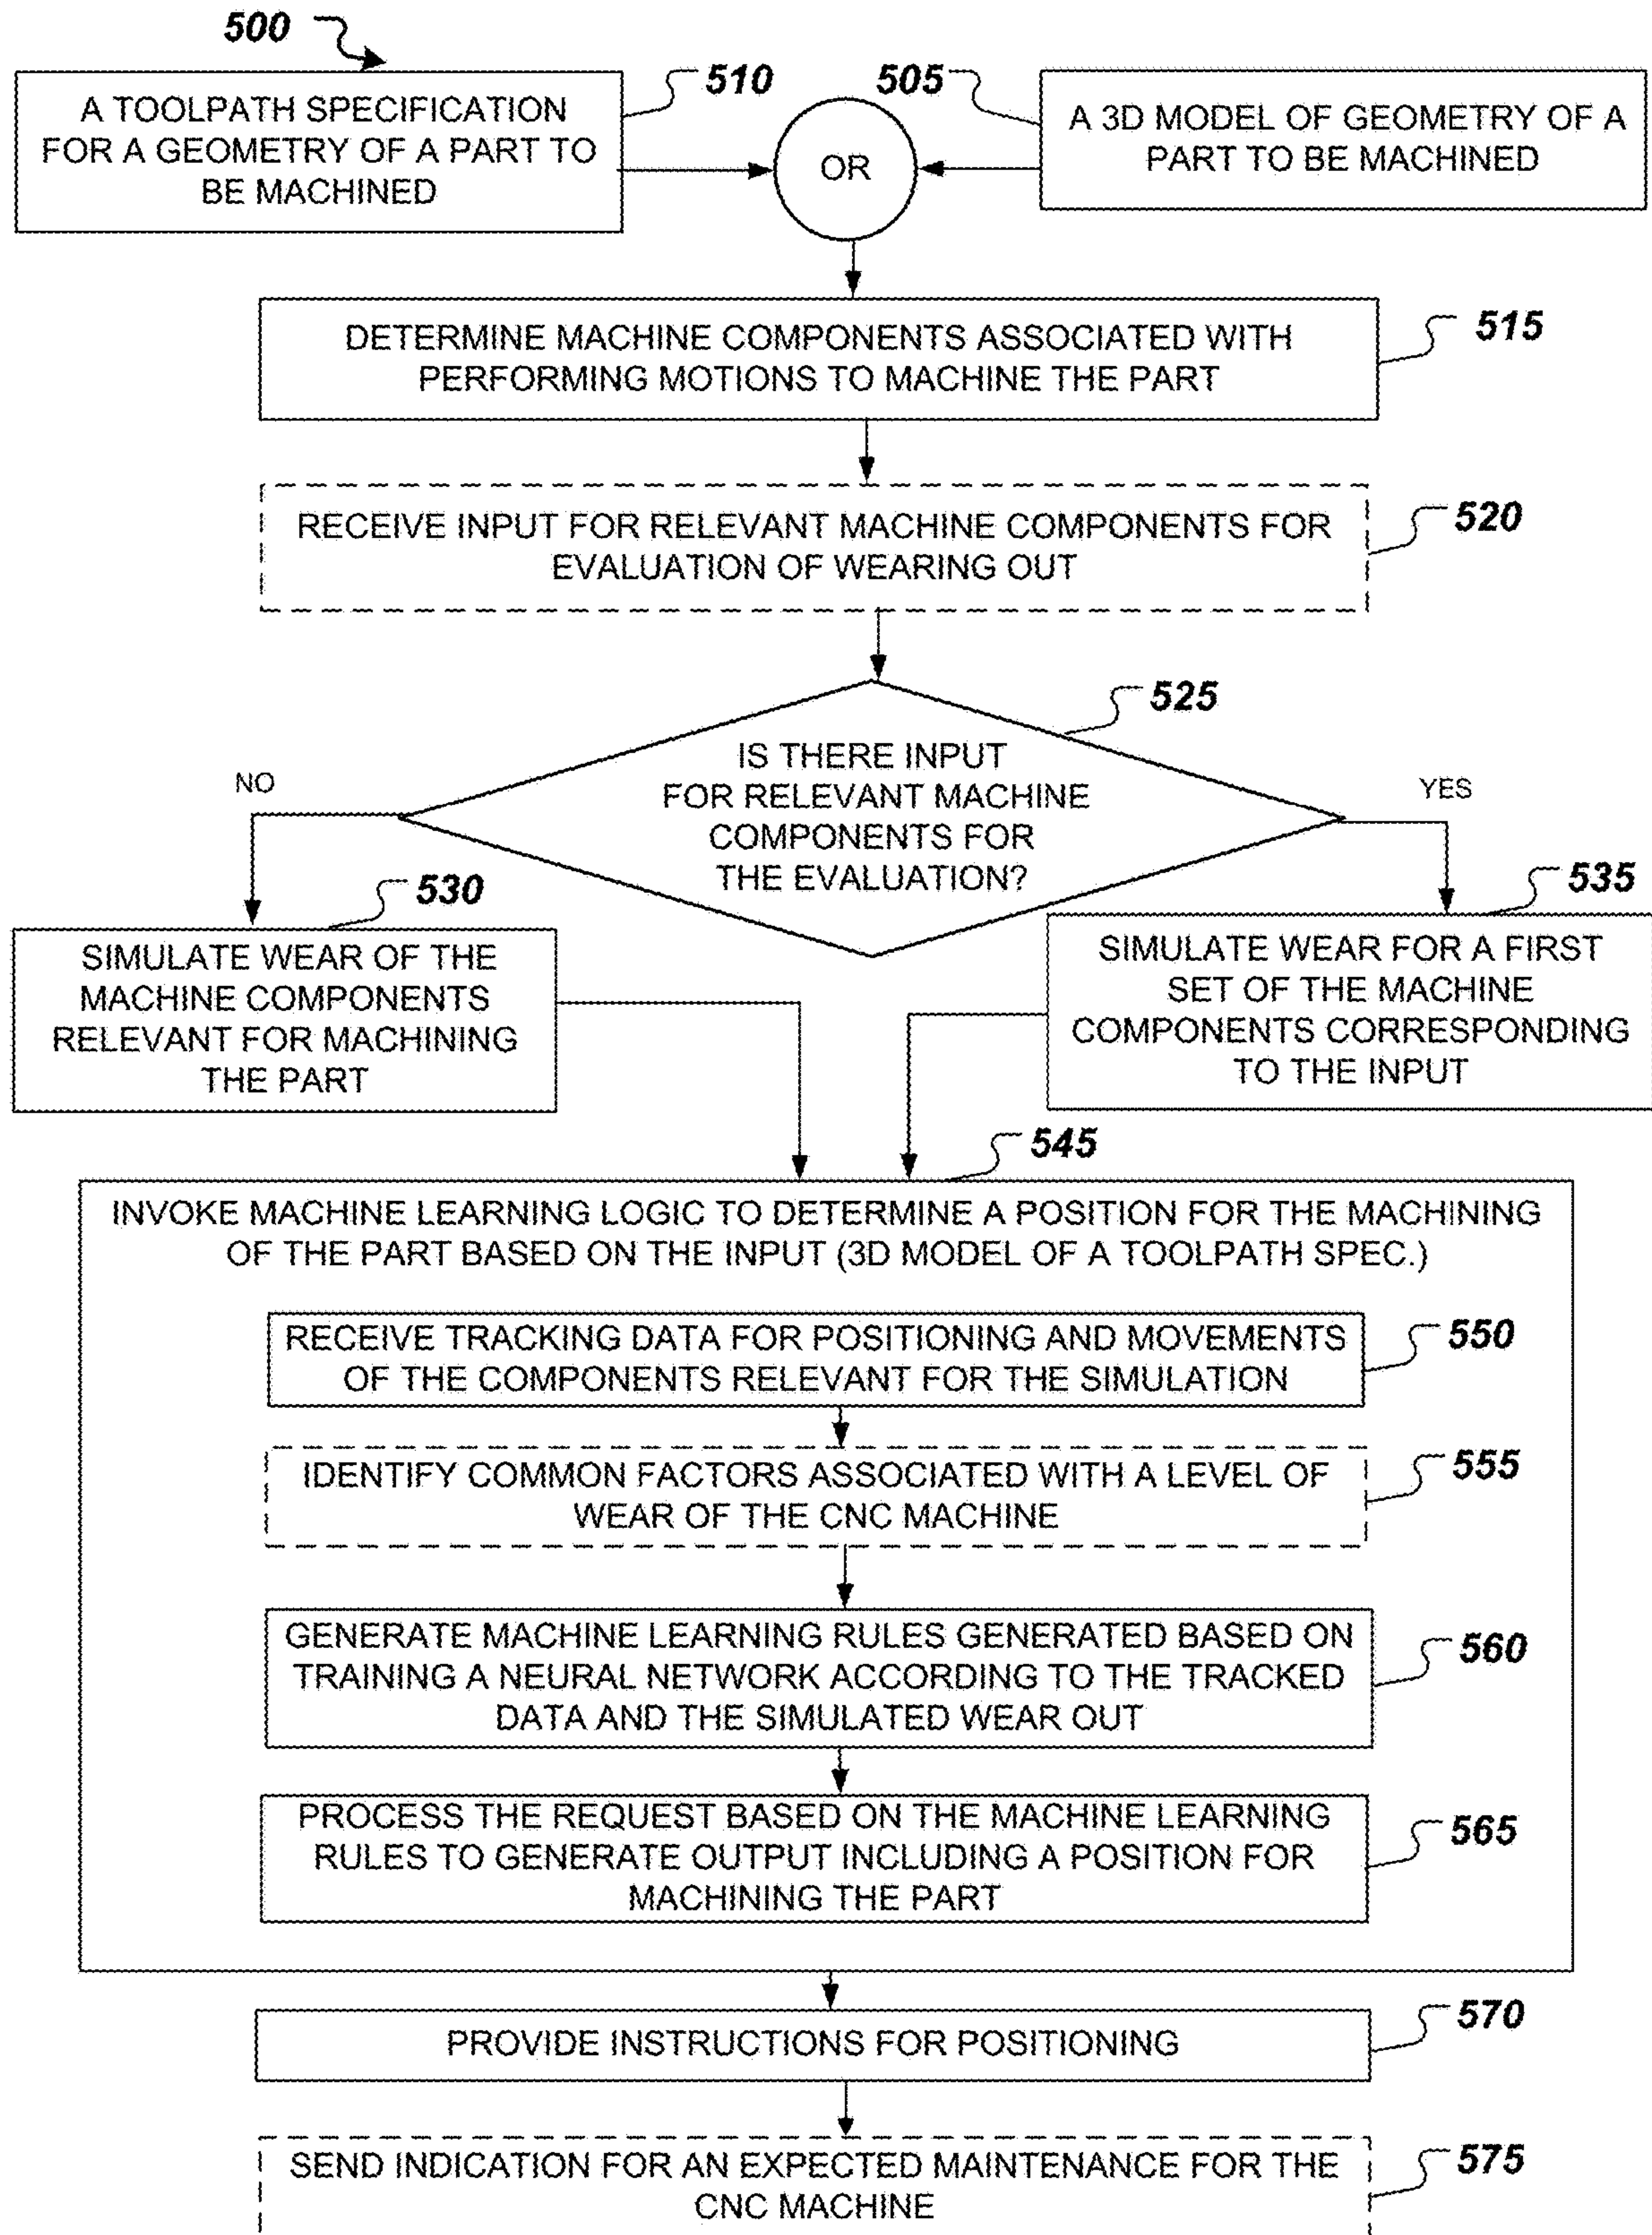 500
510
505
A TOOLPATH SPECIFICATION
FOR A GEOMETRY OF A PART TO
BE MACHINED
OR
A 3D MODEL OF GEOMETRY OF A
PART TO BE MACHINED
515
DETERMINE MACHINE COMPONENTS ASSOCIATED WITH
PERFORMING MOTIONS TO MACHINE THE PART
520
RECEIVE INPUT FOR RELEVANT MACHINE COMPONENTS FOR
EVALUATION OF WEARING OUT
525
IS THERE INPUT
FOR RELEVANT MACHINE
COMPONENTS FOR
THE EVALUATION?
NO
YES
530
SIMULATE WEAR OF THE
MACHINE COMPONENTS
RELEVANT FOR MACHINING
THE PART
535
SIMULATE WEAR FOR A FIRST
SET OF THE MACHINE
COMPONENTS CORRESPONDING
TO THE INPUT
545
INVOKE MACHINE LEARNING LOGIC TO DETERMINE A POSITION FOR THE MACHINING
OF THE PART BASED ON THE INPUT (3D MODEL OF A TOOLPATH SPEC.)
550
RECEIVE TRACKING DATA FOR POSITIONING AND MOVEMENTS
OF THE COMPONENTS RELEVANT FOR THE SIMULATION
555
IDENTIFY COMMON FACTORS ASSOCIATED WITH A LEVEL OF
WEAR OF THE CNC MACHINE
560
GENERATE MACHINE LEARNING RULES GENERATED BASED ON
TRAINING A NEURAL NETWORK ACCORDING TO THE TRACKED
DATA AND THE SIMULATED WEAR OUT
565
PROCESS THE REQUEST BASED ON THE MACHINE LEARNING
RULES TO GENERATE OUTPUT INCLUDING A POSITION FOR
MACHINING THE PART
570
PROVIDE INSTRUCTIONS FOR POSITIONING
575
SEND INDICATION FOR AN EXPECTED MAINTENANCE FOR THE
CNC MACHINE